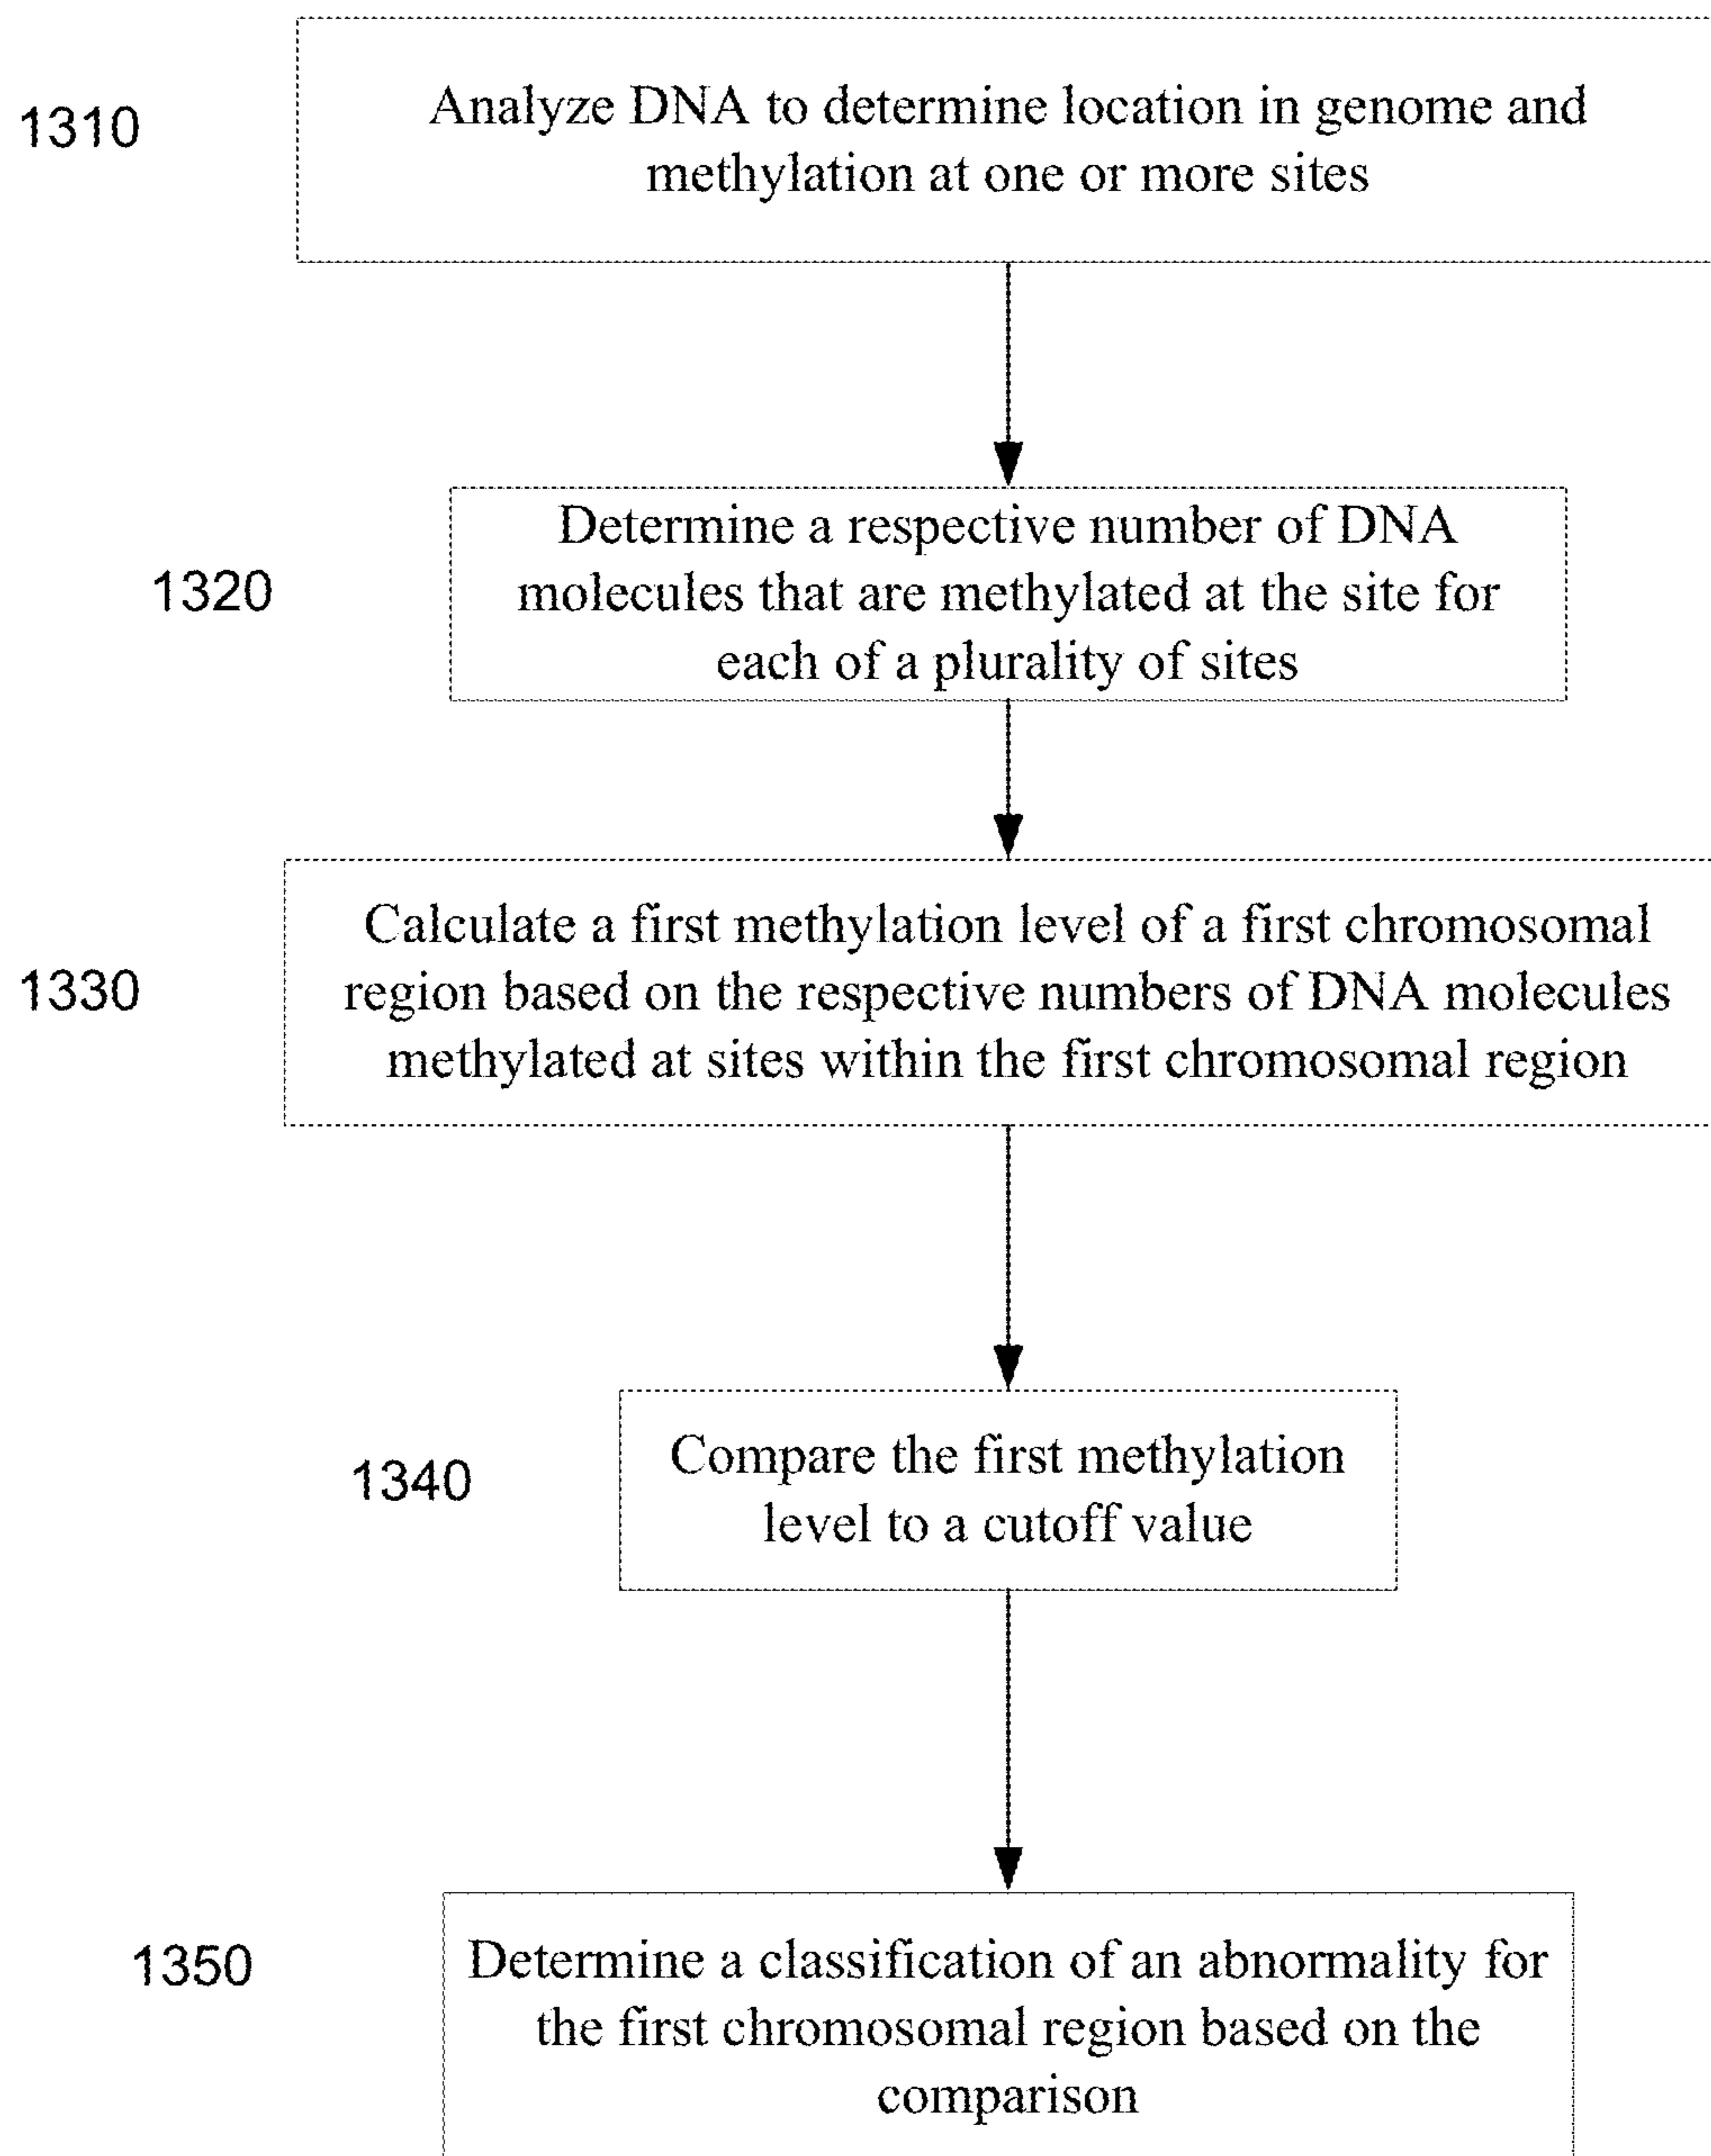 1310
Analyze DNA to determine location in genome and
methylation at one or more sites
1320
Determine a respective number of DNA
molecules that are methylated at the site for
each of a plurality of sites
1330
Calculate a first methylation level of a first chromosomal
region based on the respective numbers of DNA molecules
methylated at sites within the first chromosomal region
1340
Compare the first methylation
level to a cutoff value
1350
Determine a classification of an abnormality for
the first chromosomal region based on the
comparison